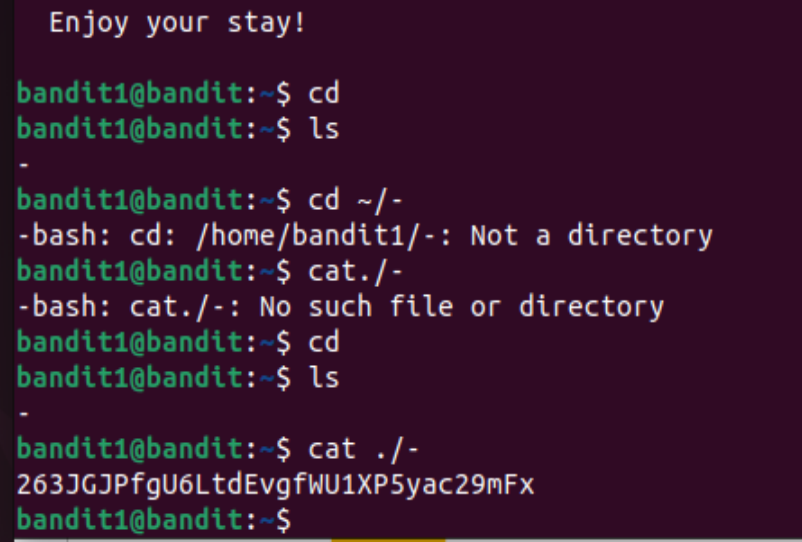 Enjoy your stay!
bandit1@bandit:~$ cd
bandit1@bandit:~$ ls
-
bandit1@bandit:~$ cd ~/-
-bash: cd: /home/bandit1/-: Not a directory
bandit1@bandit:~$ cat./-
-bash: cat./-: No such file or directory
bandit1@bandit:~$ cd
bandit1@bandit:~$ ls
-
bandit1@bandit:~$ cat ./-
263JGJPfgU6LtdEvgfWU1XP5yac29mFx
bandit1@bandit:~$